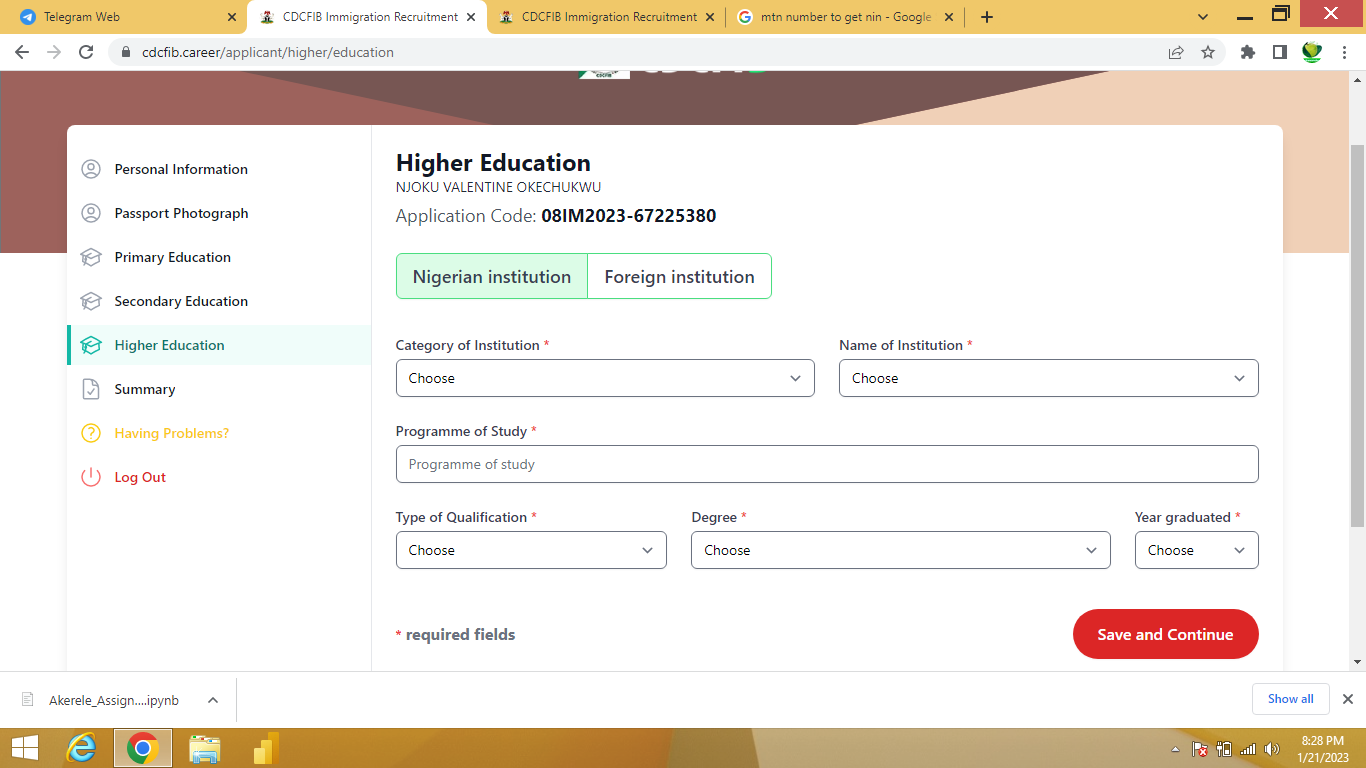 Telegram Web
CDCFIB Immigration Recruitment
CDCFIB Immigration Recruitment
mtn number to get nin - Google
cdcfib.career/applicant/higher/education
Personal Information
Passport Photograph
Primary Education
Secondary Education
Higher Education
Summary
Having Problems?
Log Out
Higher Education
NJOKU VALENTINE OKECHUKWU
Application Code: 08IM2023-67225380
Nigerian institution
Foreign institution
Category of Institution *
Name of Institution *
Choose
Choose
Programme of Study *
Programme of study
Type of Qualification *
Degree *
Year graduated *
Choose
Choose
Choose
* required fields
Save and Continue
Akerele_Assign....ipynb
Show all
8:28 PM
1/21/2023